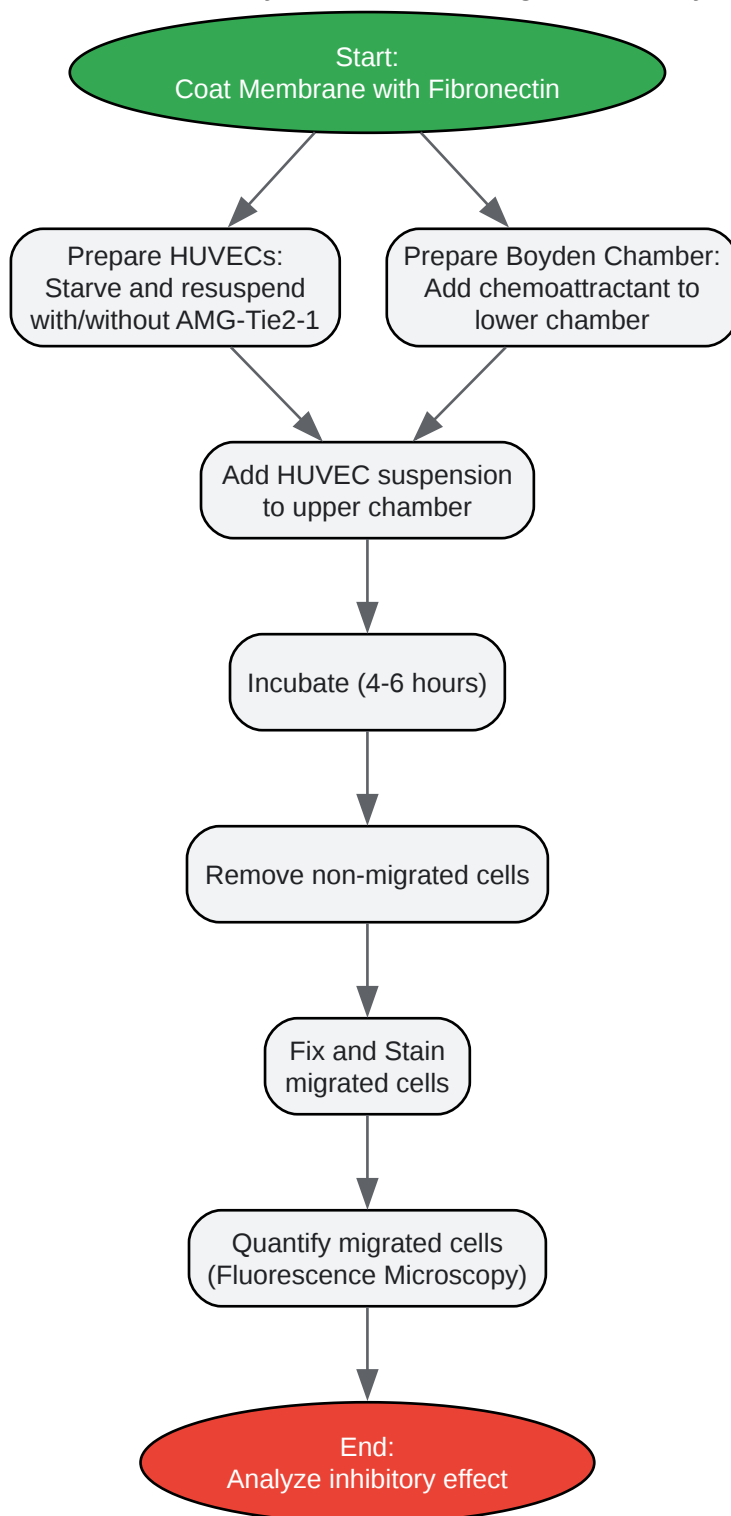 Start:
Coat Membrane with Fibronectin
Prepare HUVECs:
Starve and resuspend
with/without AMG-Tie2-1
Prepare Boyden Chamber:
Add chemoattractant to
lower chamber
Add HUVEC suspension
to upper chamber
Incubate (4-6 hours)
Remove non-migrated cells
Fix and Stain
migrated cells
Quantify migrated cells
(Fluorescence Microscopy)
End:
Analyze inhibitory effect